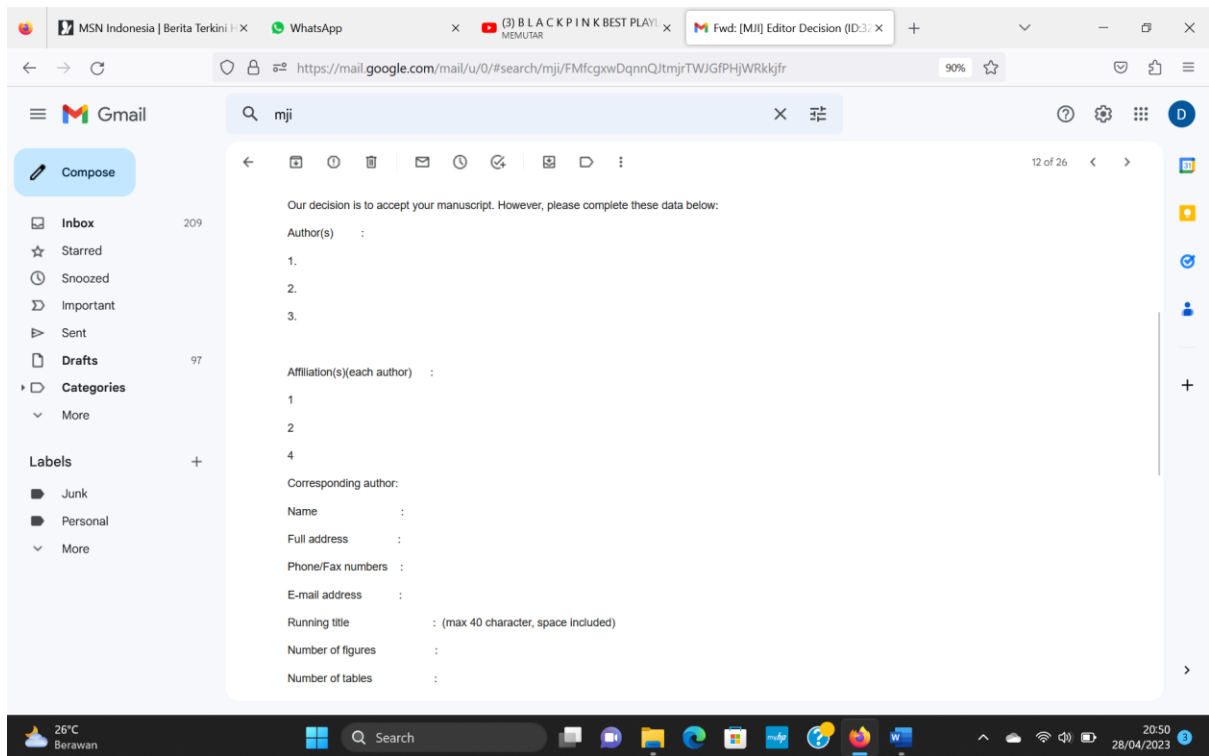 MSN Indonesia | Berita Terkini H
WhatsApp
(3) B L A C K P I N K BEST PLAYL
MEMUTAR
Fwd: [MJI] Editor Decision (ID:32
https://mail.google.com/mail/u/0/#search/mji/FMfcgxwDqnnQJtmjrTWJGfPHjWRkkjfr
90%
Gmail
mji
D
Compose
12 of 26
31
Inbox 209
Starred
Snoozed
Important
Sent
Drafts 97
Categories
More
Labels
Junk
Personal
More
Our decision is to accept your manuscript. However, please complete these data below:
Author(s) :
1.
2.
3.
Affiliation(s)(each author) :
1
2
4
Corresponding author:
Name :
Full address :
Phone/Fax numbers :
E-mail address :
Running title : (max 40 character, space included)
Number of figures :
Number of tables :
26°C
Berawan
Search
myhp
W
20:50
28/04/2023
3